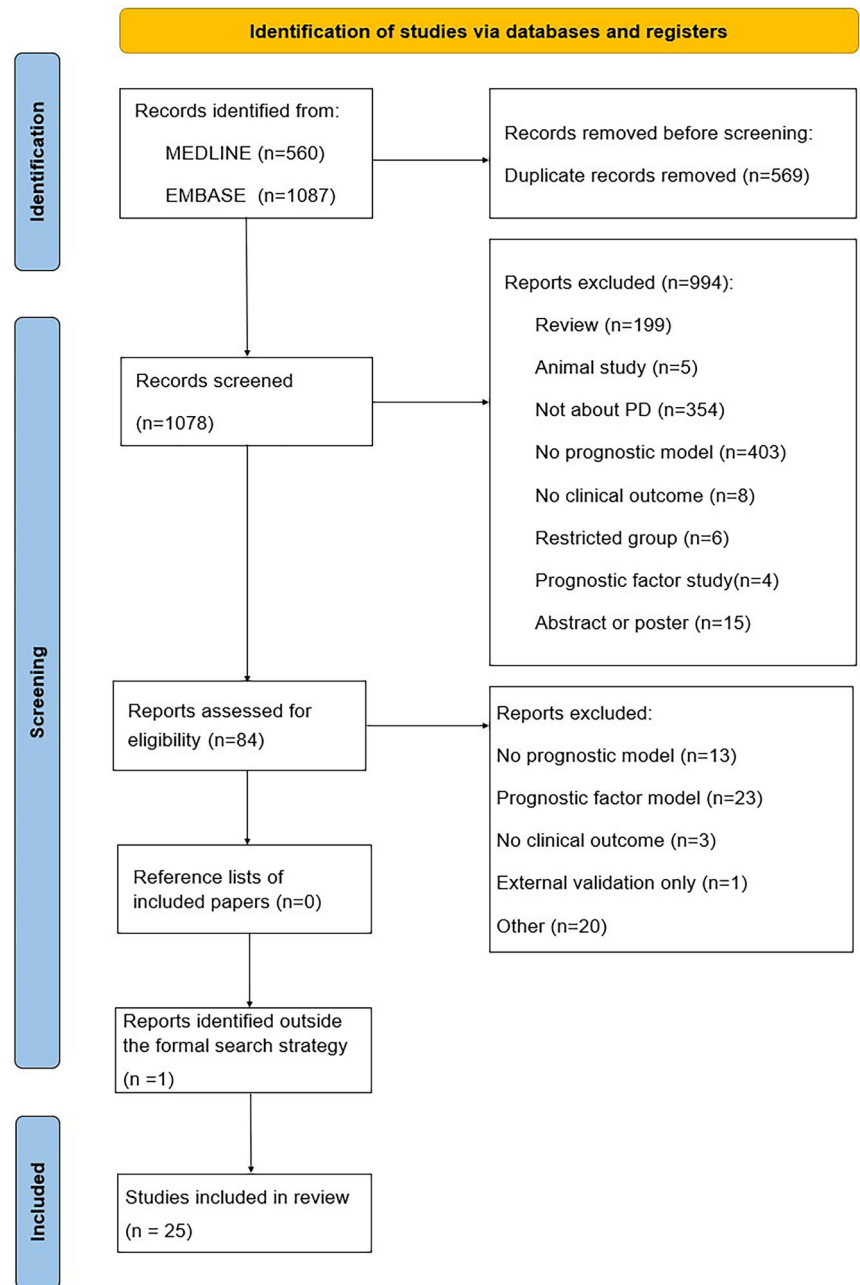 Identification of studies via databases and registers
Identification
Records identified from:
MEDLINE (n=560)
EMBASE (n=1087)
Records removed before screening:
Duplicate records removed (n=569)
Screening
Records screened
(n=1078)
Reports excluded (n=994):
Review (n=199)
Animal study (n=5)
Not about PD (n=354)
No prognostic model (n=403)
No clinical outcome (n=8)
Restricted group (n=6)
Prognostic factor study(n=4)
Abstract or poster (n=15)
Reports assessed for
eligibility (n=84)
Reports excluded:
No prognostic model (n=13)
Prognostic factor model (n=23)
No clinical outcome (n=3)
External validation only (n=1)
Other (n=20)
Reference lists of
included papers (n=0)
Reports identified outside
the formal search strategy
(n =1)
Included
Studies included in review
(n = 25)